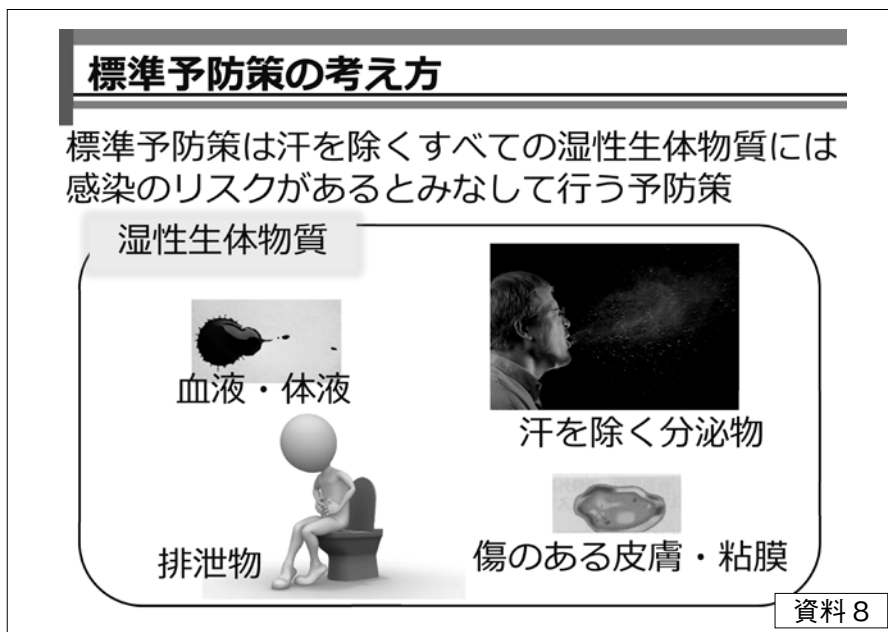 標準予防策の考え方
標準予防策は汗を除くすべての湿性生体物質には
感染のリスクがあるとみなして行う予防策
湿性生体物質
血液・体液
汗を除く分泌物
排泄物
傷のある皮膚・粘膜
資料８